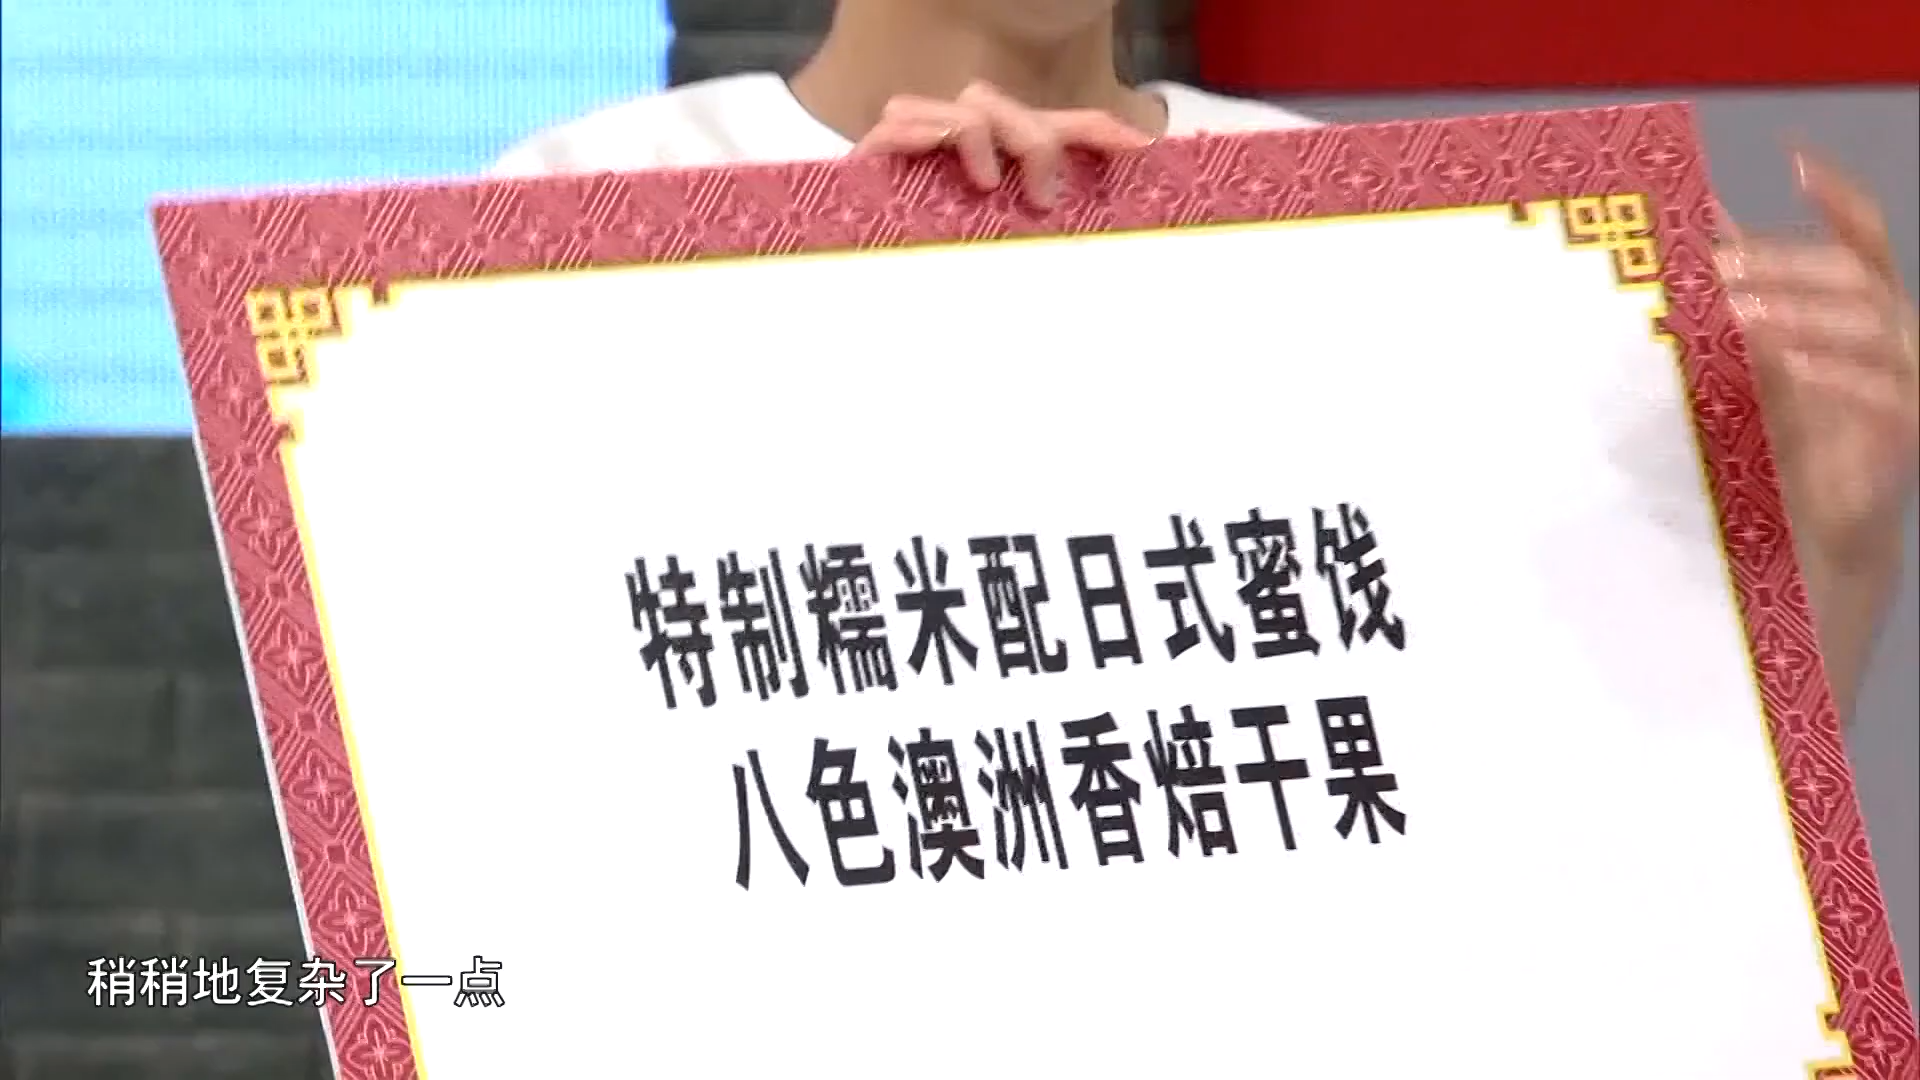 特制糯米配日式蜜饯
八色澳洲香焙干果
稍稍地复杂了一点